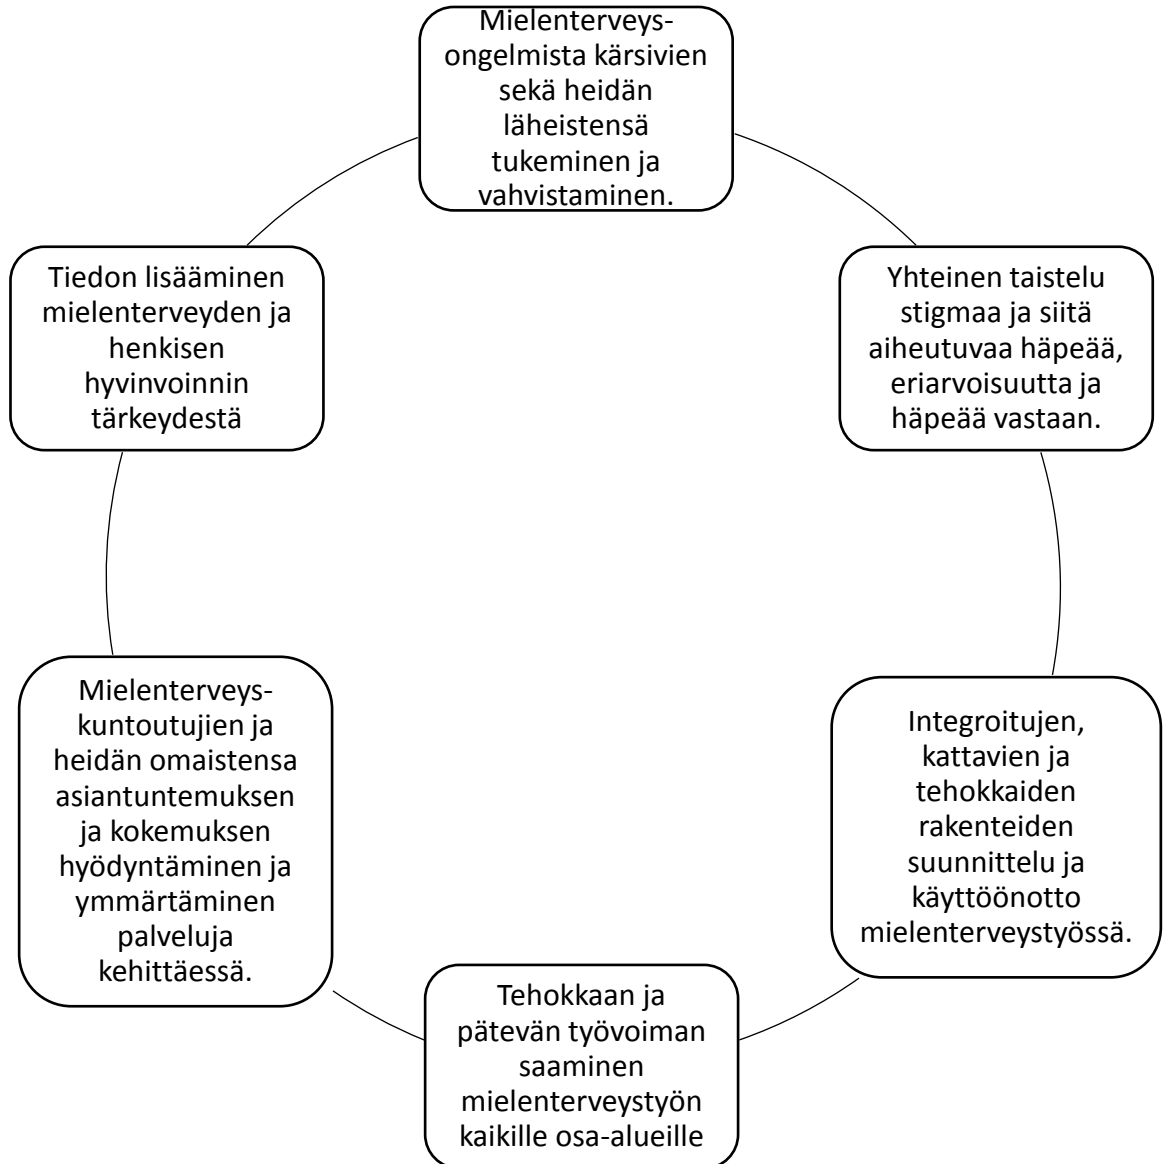 Mielenterveys-
ongelmista kärsivien
sekä heidän
läheistensä
tukeminen ja
vahvistaminen.
Yhteinen taistelu
stigmaa ja siitä
aiheutuvaa häpeää,
eriarvoisuutta ja
häpeää vastaan.
Integroitujen,
kattavien ja
tehokkaiden
rakenteiden
suunnittelu ja
käyttöönotto
mielenterveystyössä.
Tehokkaan ja
pätevän työvoiman
saaminen
mielenterveystyön
kaikille osa-alueille
Mielenterveys-
kuntoutujien ja
heidän omaistensa
asiantuntemuksen
ja kokemuksen
hyödyntäminen ja
ymmärtäminen
palveluja
kehittäessä.
Tiedon lisääminen
mielenterveyden ja
henkisen
hyvinvoinnin
tärkeydestä